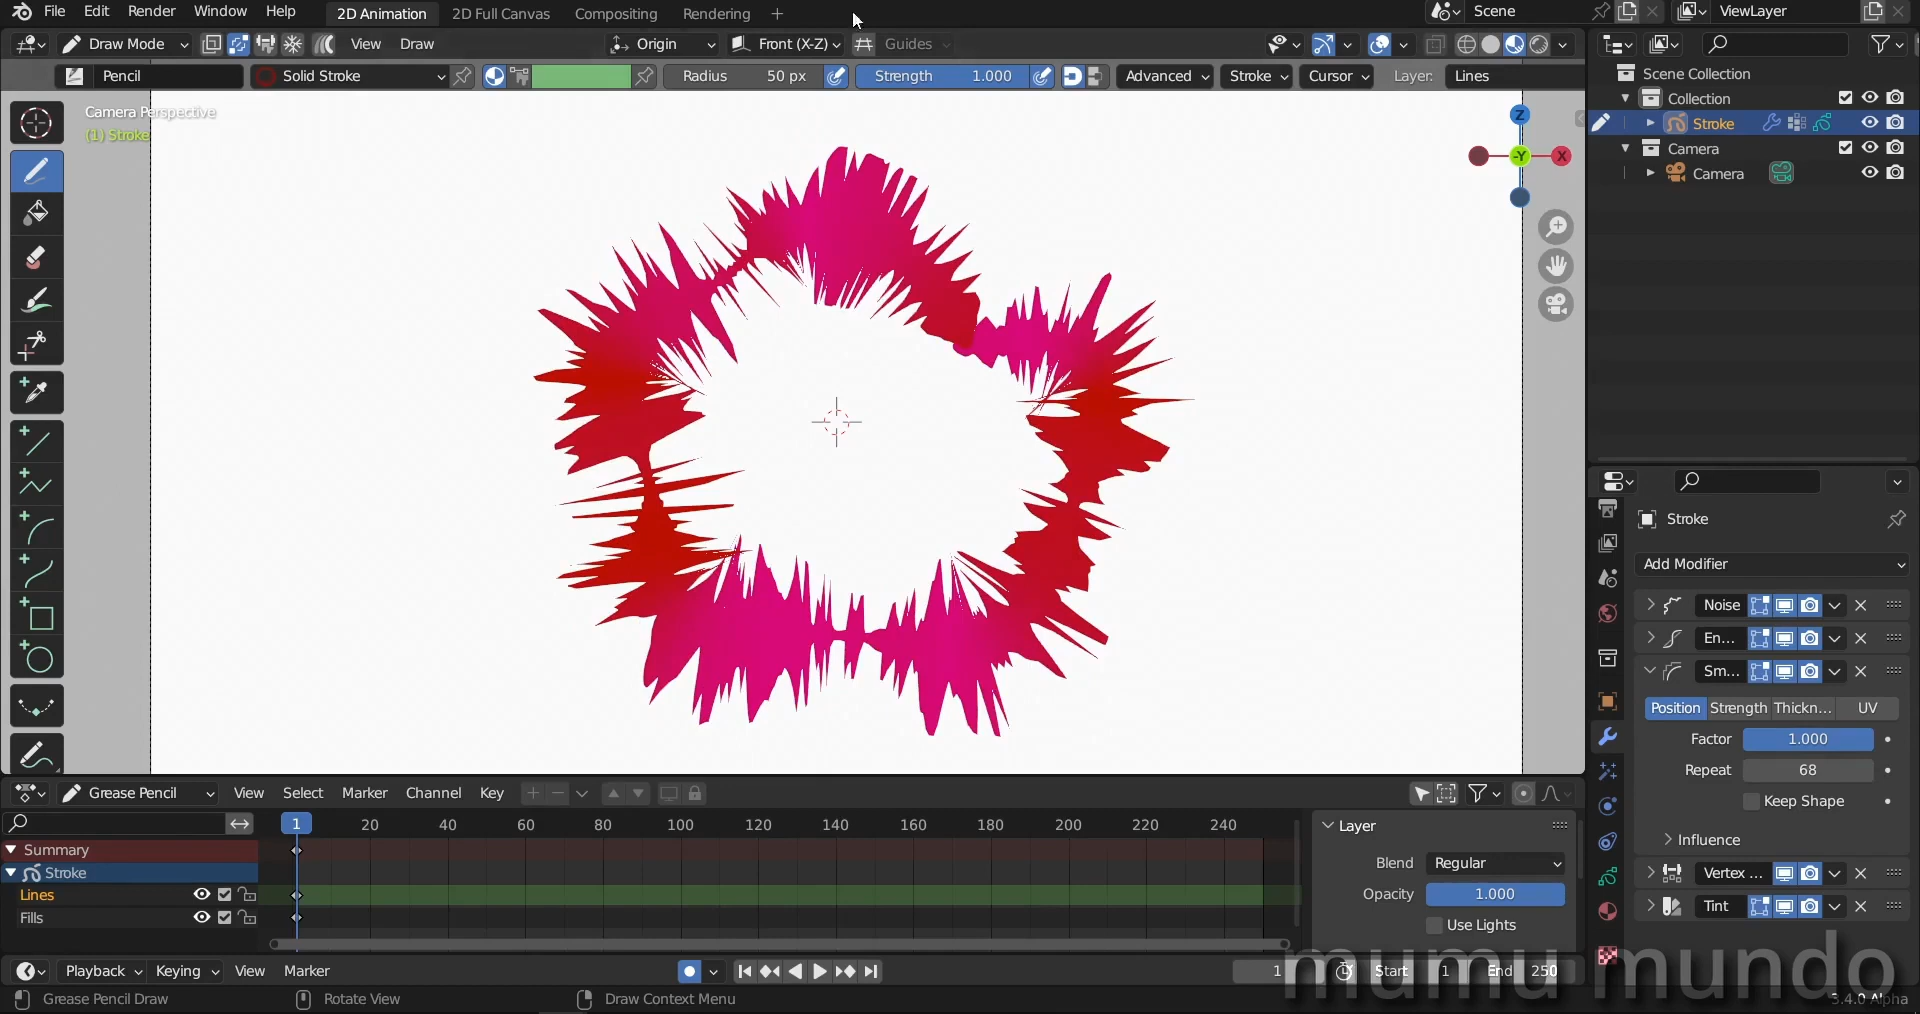 File Edit Render Window Help 2D Animation 2D Full Canvas Compositing Rendering + Scene ViewLayer
Draw Mode View Draw Origin Front (X-Z) Guides
Pencil Solid Stroke Radius 50 px Strength 1.000 Advanced Stroke Cursor Layer: Lines
Camera Perspective
(1) Stroke
Z
-Y X
Scene Collection
Collection
Stroke
Camera
Camera
Stroke
Add Modifier
Noise
En...
Sm...
Position Strength Thickn... UV
Factor 1.000
Repeat 68
Keep Shape
Influence
Vertex ...
Tint
Grease Pencil View Select Marker Channel Key
1 20 40 60 80 100 120 140 160 180 200 220 240
Summary
Stroke
Lines
Fills
Layer
Blend Regular
Opacity 1.000
Use Lights
Playback Keying View Marker 1 Start 1 End 250
mumu mundo
Grease Pencil Draw Rotate View Draw Context Menu 3.4.0 Alpha